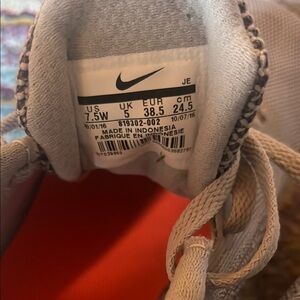 JE
US UK EUR cm
7.5W 5 38.5 24.5
10/01/16 819302-002 10/07/16
MADE IN INDONESIA
FABRIQUE EN INDONESIE